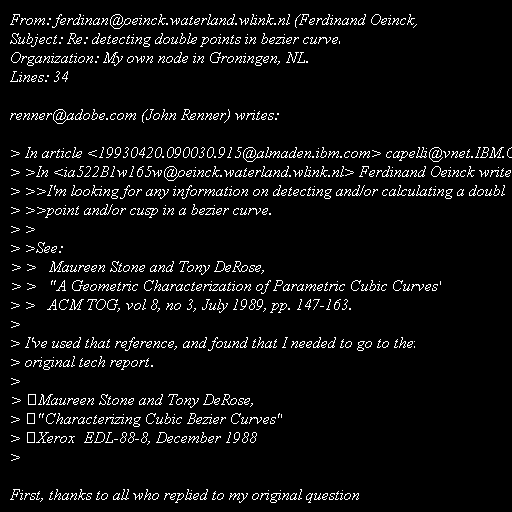 From: ferdinan@oeinck.waterland.wlink.nl (Ferdinand Oeinck,
Subject: Re: detecting double points in bezier curve.
Organization: My own node in Groningen, NL.
Lines: 34
renner@adobe.com (John Renner) writes:
> In article <19930420.090030.915@almaden.ibm.com> capelli@vnet.IBM.C
> >In <ia522B1w165w@oeinck.waterland.wlink.nl> Ferdinand Oeinck write
> >>I'm looking for any information on detecting and/or calculating a doubl
> >>point and/or cusp in a bezier curve.
> >
> >See:
> >   Maureen Stone and Tony DeRose,
> >   "A Geometric Characterization of Parametric Cubic Curves'
> >   ACM TOG, vol 8, no 3, July 1989, pp. 147-163.
>
> I've used that reference, and found that I needed to go to the
> original tech report.
>
> Maureen Stone and Tony DeRose,
> "Characterizing Cubic Bezier Curves"
> Xerox  EDL-88-8, December 1988
>
First, thanks to all who replied to my original question